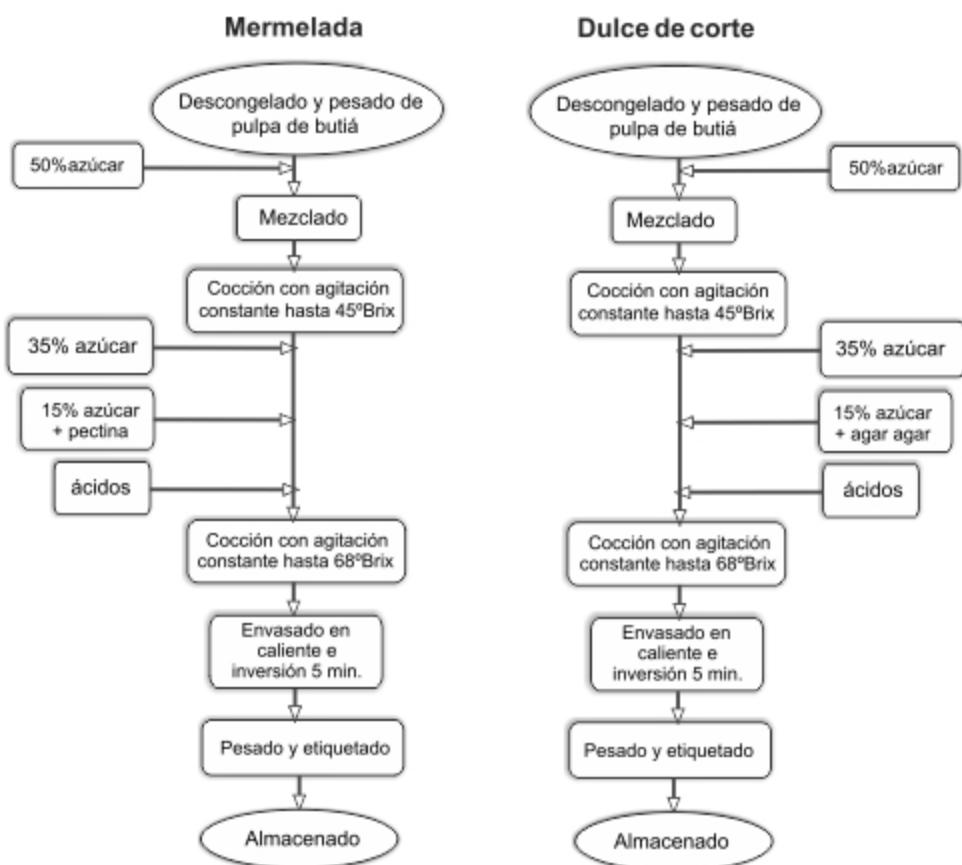 Mermelada
Descongelado y pesado de
pulpa de butiá
50%azúcar
Mezclado
Cocción con agitación
constante hasta 45ºBrix
35% azúcar
15% azúcar
+ pectina
ácidos
Cocción con agitación
constante hasta 68ºBrix
Envasado en
caliente e
inversión 5 min.
Pesado y etiquetado
Almacenado
Dulce de corte
Descongelado y pesado de
pulpa de butiá
50%azúcar
Mezclado
Cocción con agitación
constante hasta 45ºBrix
35% azúcar
15% azúcar
+ agar agar
ácidos
Cocción con agitación
constante hasta 68ºBrix
Envasado en
caliente e
inversión 5 min.
Pesado y etiquetado
Almacenado